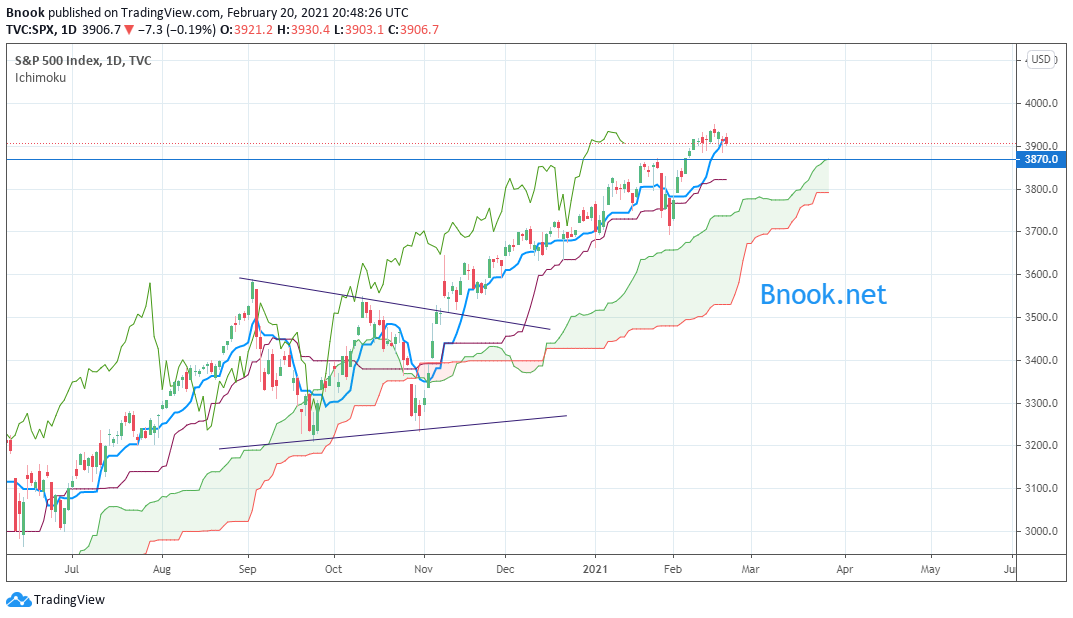 Bnook published on TradingView.com, February 20, 2021 20:48:26 UTC
TVC:SPX, 1D 3906.7 ▼ −7.3 (−0.19%) O:3921.2 H:3930.4 L:3903.1 C:3906.7
S&P 500 Index, 1D, TVC
Ichimoku
USD
4000.0
3900.0
3870.0
3800.0
3700.0
3600.0
3500.0
3400.0
3300.0
3200.0
3100.0
3000.0
Bnook.net
Jul Aug Sep Oct Nov Dec 2021 Feb Mar Apr May
TradingView